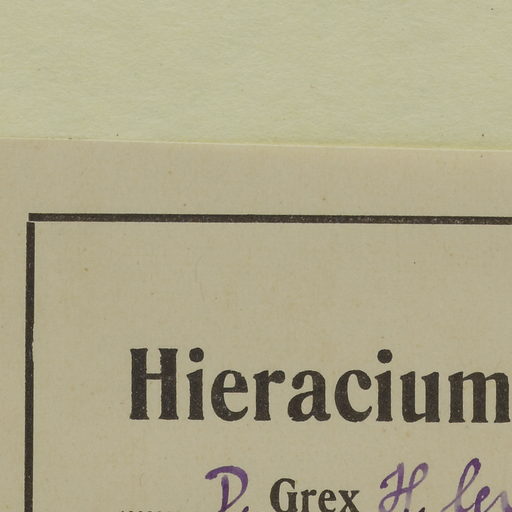 Hieracium
P. Grex H.